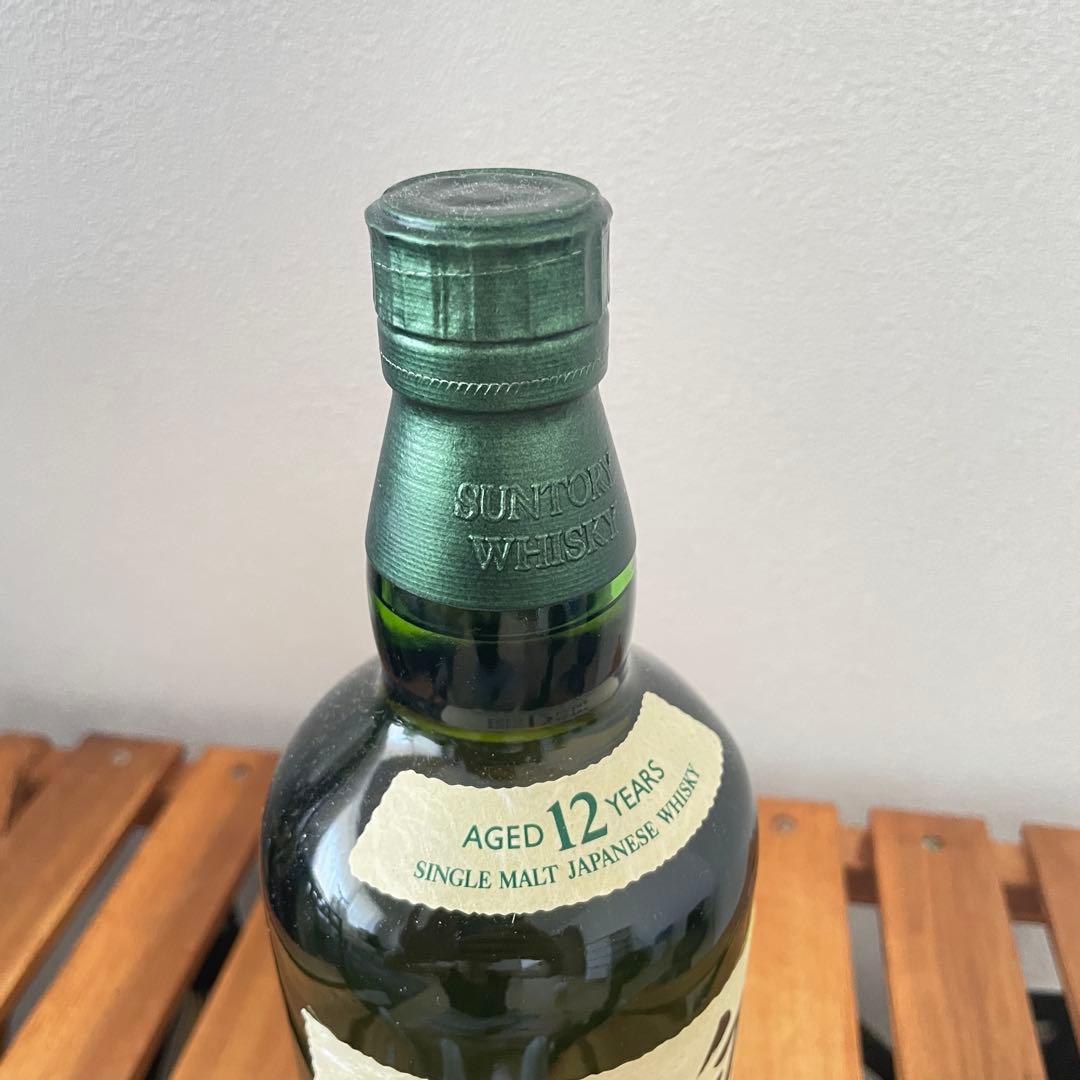 SUNTORY
WHISKY
AGED 12 YEARS
SINGLE MALT JAPANESE WHISKY